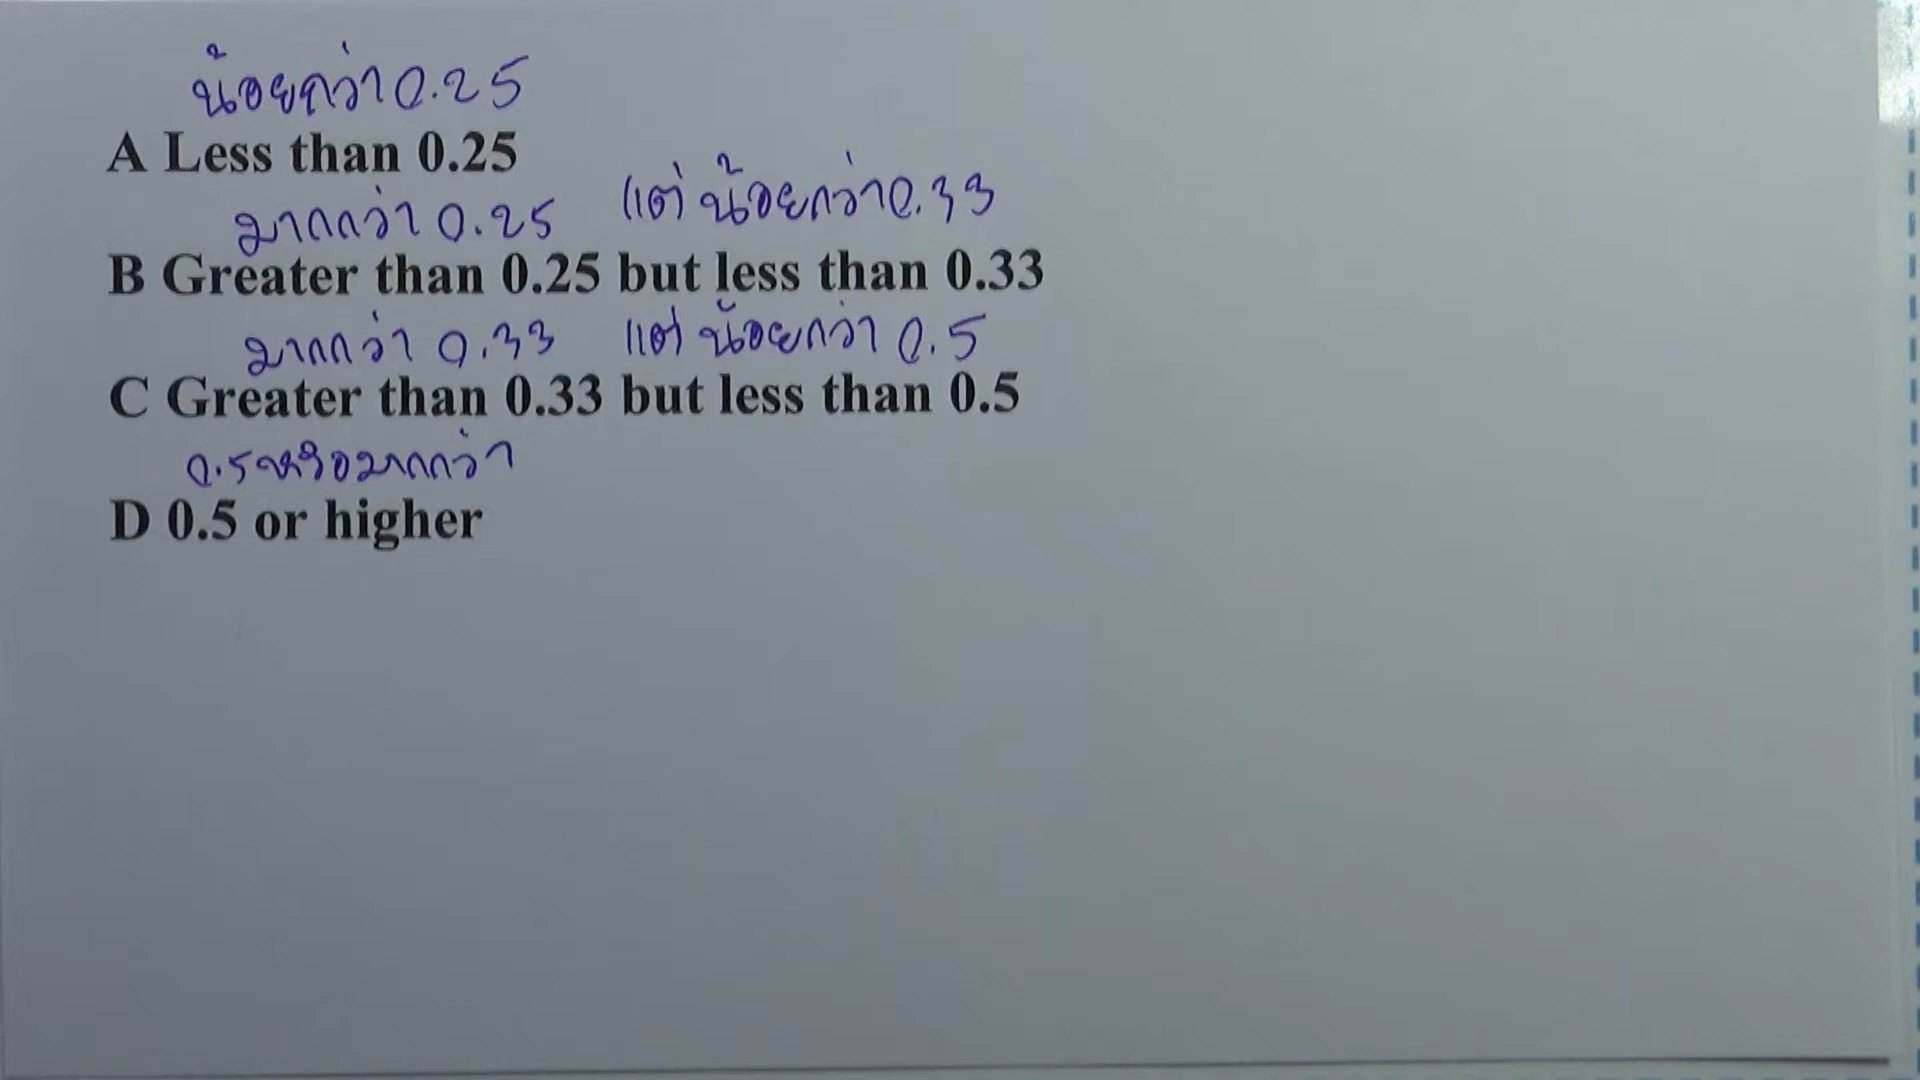 น้อยกว่า 0.25
A Less than 0.25
มากกว่า 0.25 แต่ น้อยกว่า 0.33
B Greater than 0.25 but less than 0.33
มากกว่า 0.33 แต่ น้อยกว่า 0.5
C Greater than 0.33 but less than 0.5
0.5 หรือมากกว่า
D 0.5 or higher